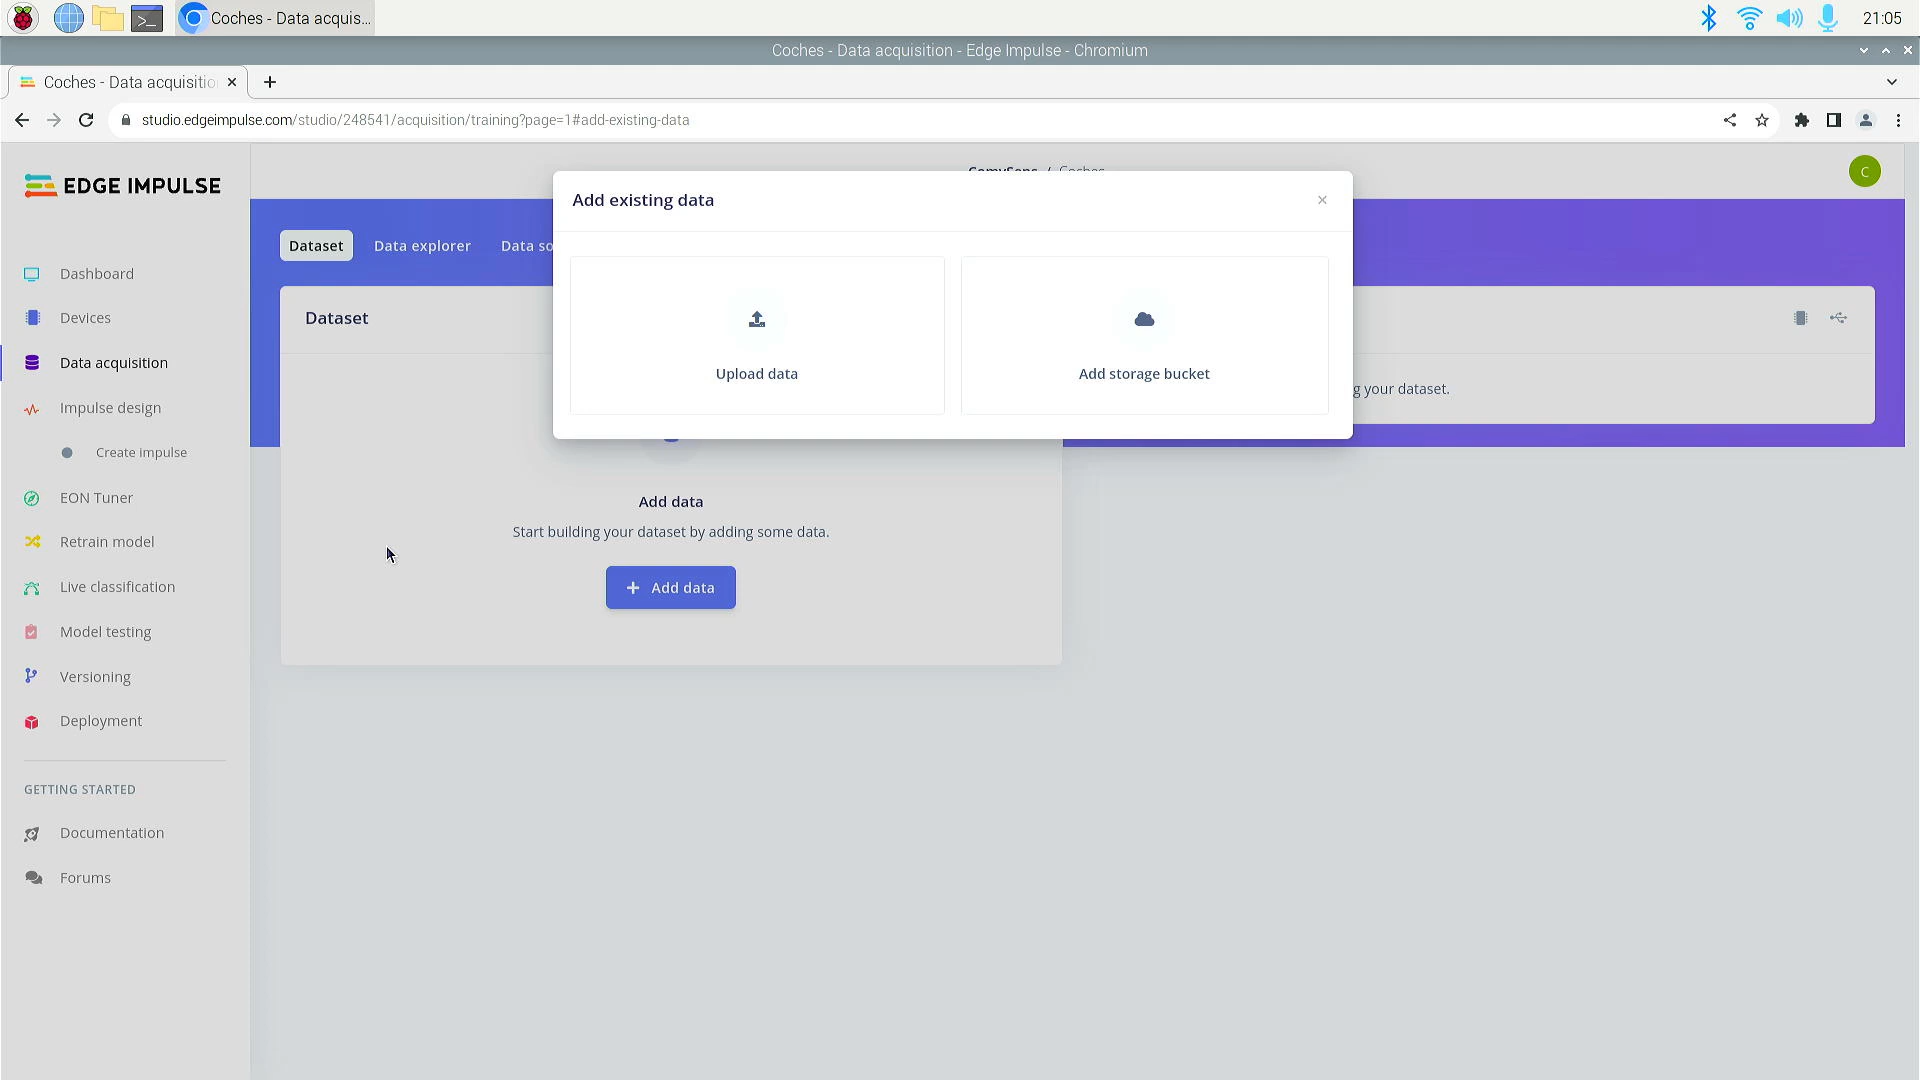 Coches - Data acquis...
21:05
Coches - Data acquisition - Edge Impulse - Chromium
Coches - Data acquisitio
studio.edgeimpulse.com/studio/248541/acquisition/training?page=1#add-existing-data
EDGE IMPULSE
Dashboard
Devices
Data acquisition
Impulse design
Create impulse
EON Tuner
Retrain model
Live classification
Model testing
Versioning
Deployment
GETTING STARTED
Documentation
Forums
/ Coches
C
Dataset
Data explorer
Data so
Dataset
Add existing data
Upload data
Add storage bucket
g your dataset.
Add data
Start building your dataset by adding some data.
+ Add data